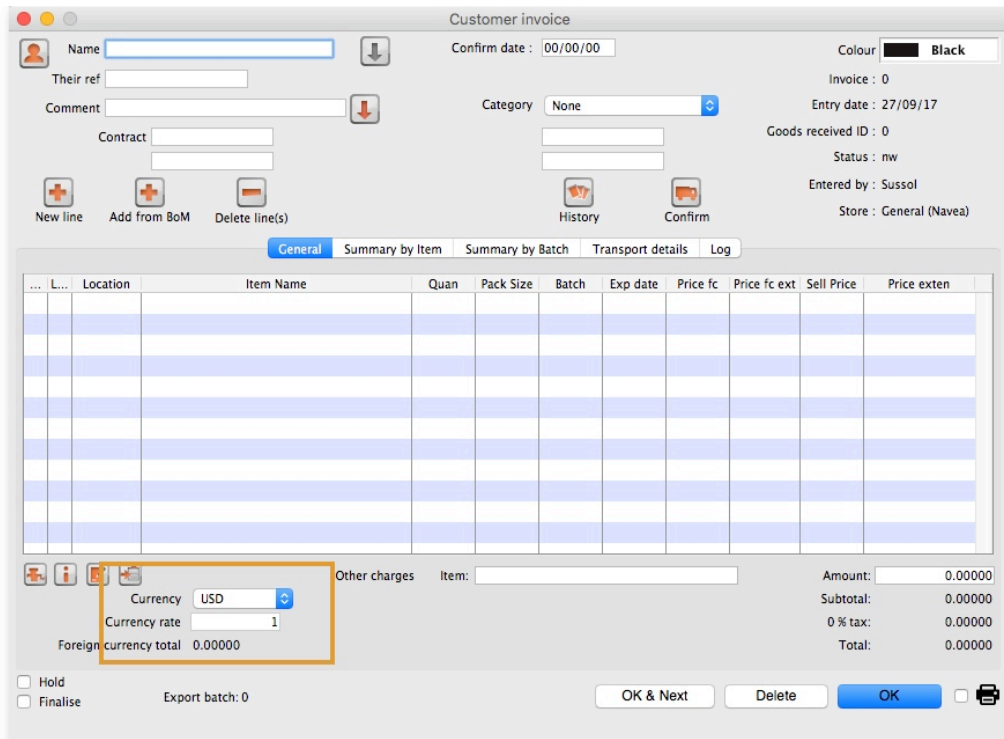 Customer invoice
Name
Confirm date : 00/00/00
Colour Black
Their ref
Invoice : 0
Comment
Category None
Entry date : 27/09/17
Contract
Goods received ID : 0
Status : nw
New line Add from BoM Delete line(s)
History Confirm
Entered by : Sussol
Store : General (Navea)
General Summary by Item Summary by Batch Transport details Log
... L... Location Item Name Quan Pack Size Batch Exp date Price fc Price fc ext Sell Price Price exten
Other charges Item: Amount: 0.00000
Currency USD
Subtotal: 0.00000
Currency rate 1
0 % tax: 0.00000
Foreign currency total 0.00000
Total: 0.00000
Hold
Finalise
Export batch: 0
OK & Next Delete OK